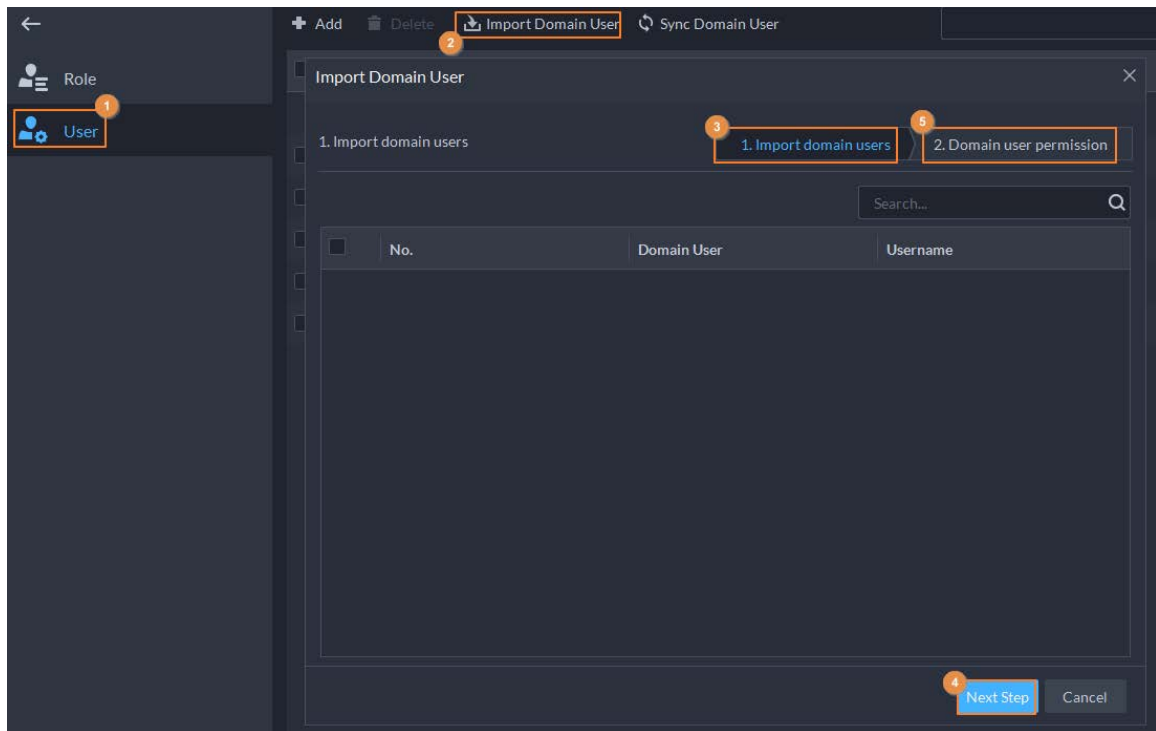 + Add Delete Import Domain User Sync Domain User
2
Role
Import Domain User
1
User
1. Import domain users
3
1. Import domain users
5
2. Domain user permission
Search...
No. Domain User Username
4
Next Step Cancel